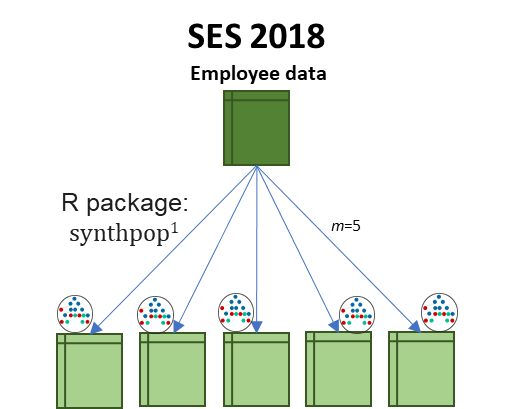 SES 2018
Employee data
R package:
synthpop¹
m=5